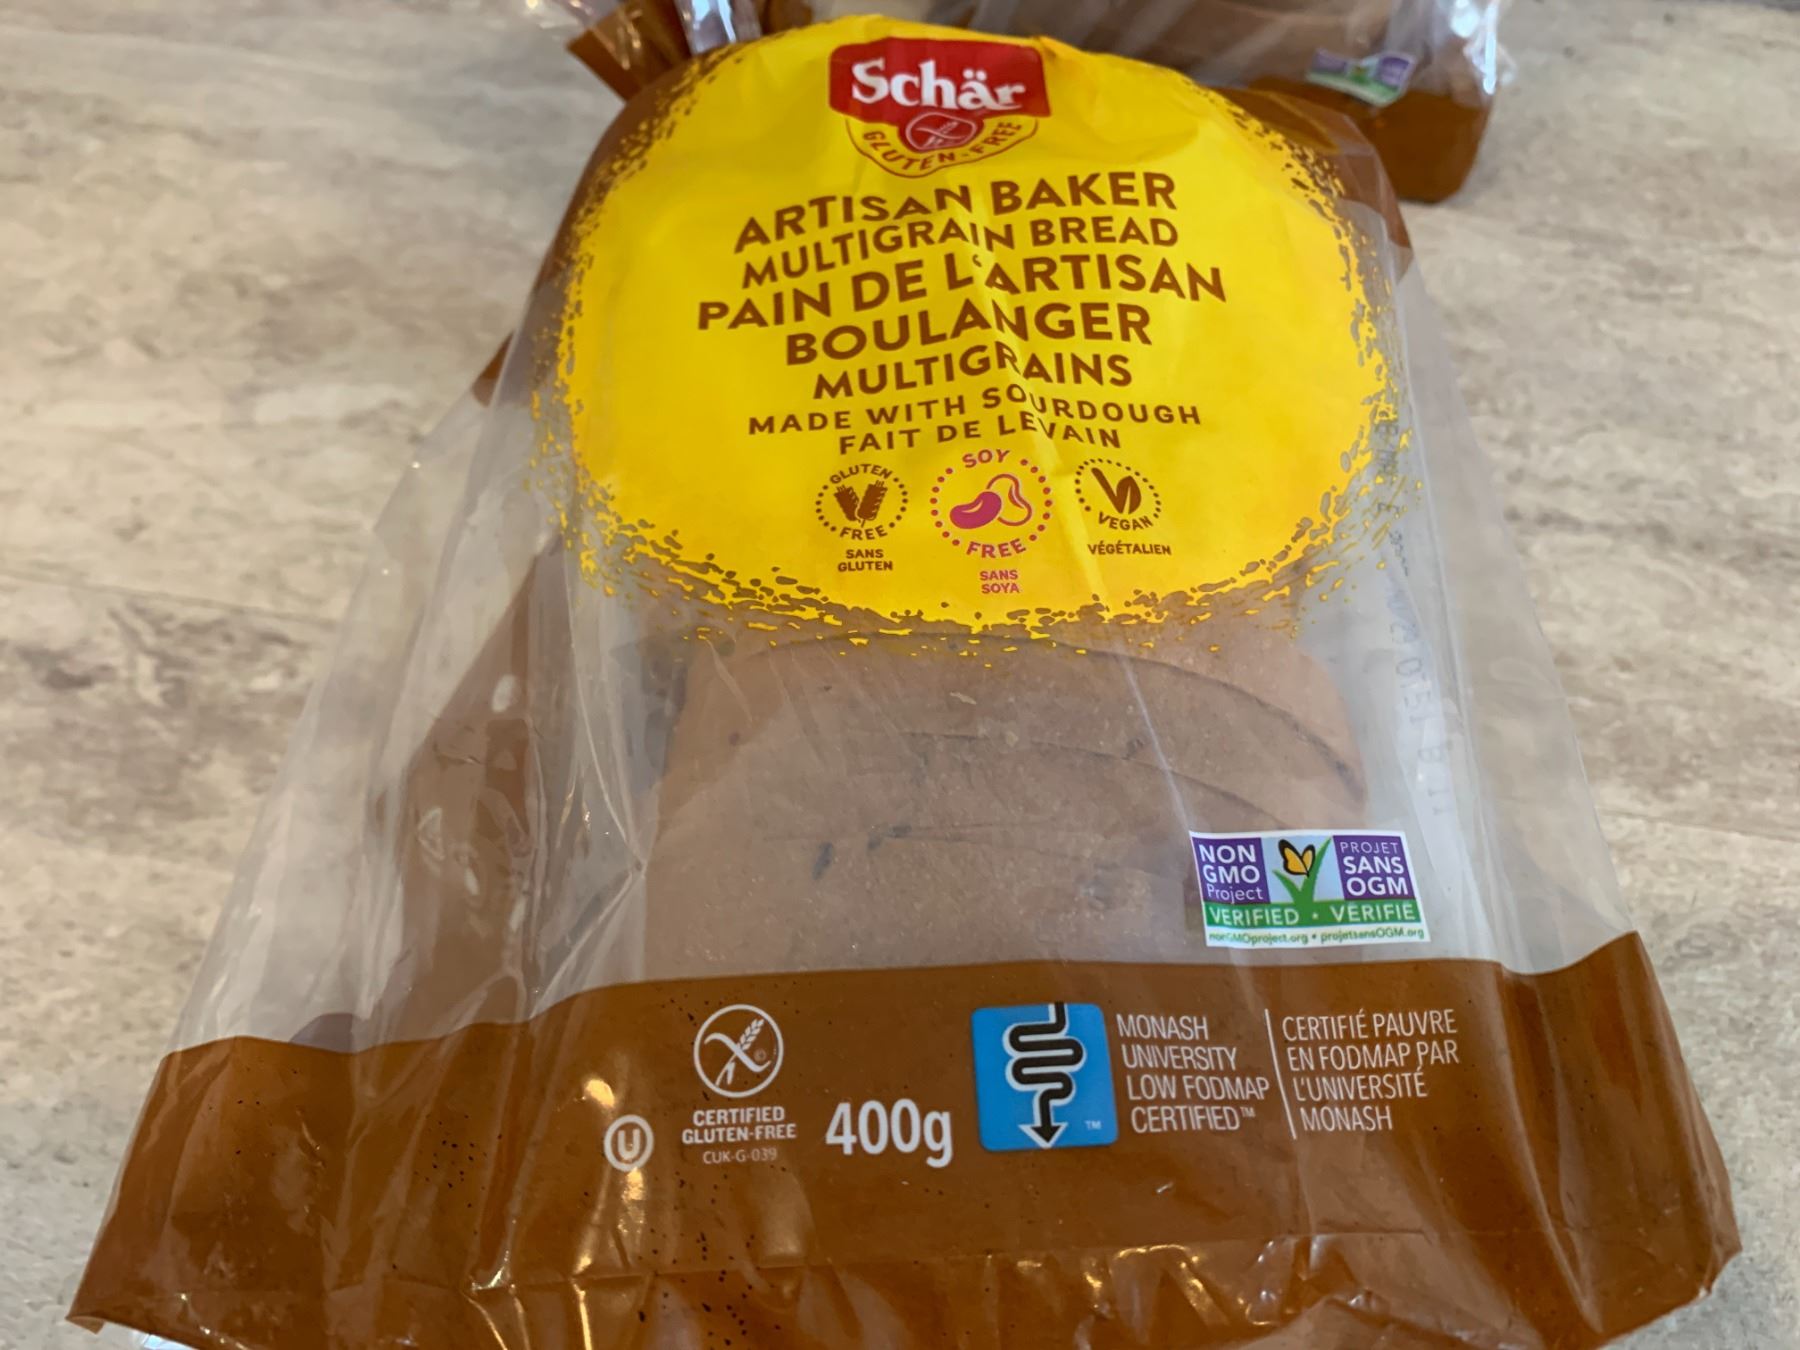 Schär
GLUTEN-FREE
ARTISAN BAKER
MULTIGRAIN BREAD
PAIN DE L'ARTISAN
BOULANGER
MULTIGRAINS
MADE WITH SOURDOUGH
FAIT DE LEVAIN
GLUTEN
FREE
SANS
GLUTEN
SOY
FREE
SANS
SOYA
VEGAN
VÉGÉTALIEN
NON
GMO
Project
PROJET
SANS
OGM
VERIFIED • VÉRIFIÉ
nonGMOproject.org • projetsansOGM.org
CERTIFIED
GLUTEN-FREE
CUK-G-039
U
400g
TM
MONASH
UNIVERSITY
LOW FODMAP
CERTIFIED™
CERTIFIÉ PAUVRE
EN FODMAP PAR
L'UNIVERSITÉ
MONASH